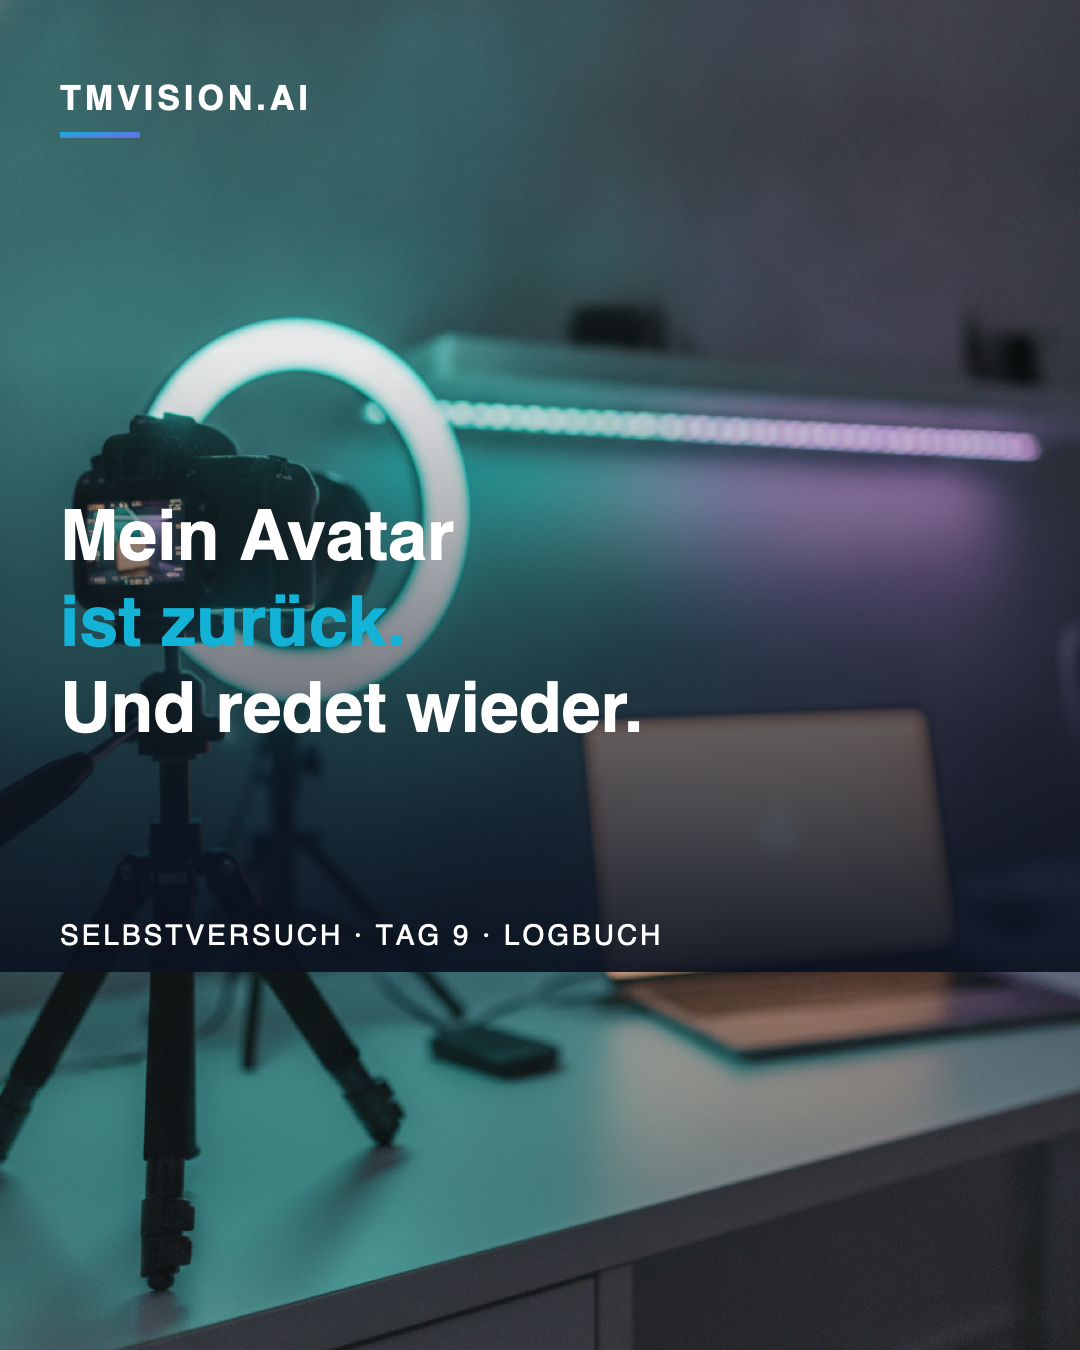 TMVISION.AI
Mein Avatar
ist zurück.
Und redet wieder.
SELBSTVERSUCH · TAG 9 · LOGBUCH